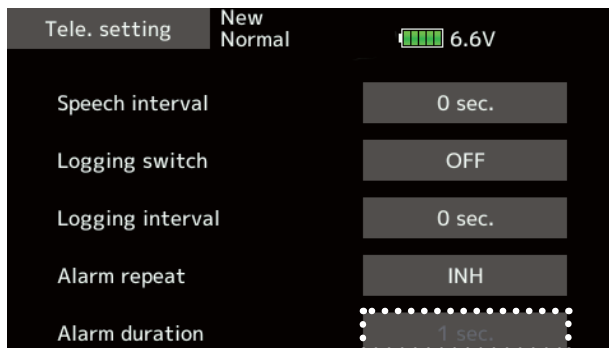 Tele. setting
New
Normal
6.6V
Speech interval 0 sec.
Logging switch OFF
Logging interval 0 sec.
Alarm repeat INH
Alarm duration 1 sec.